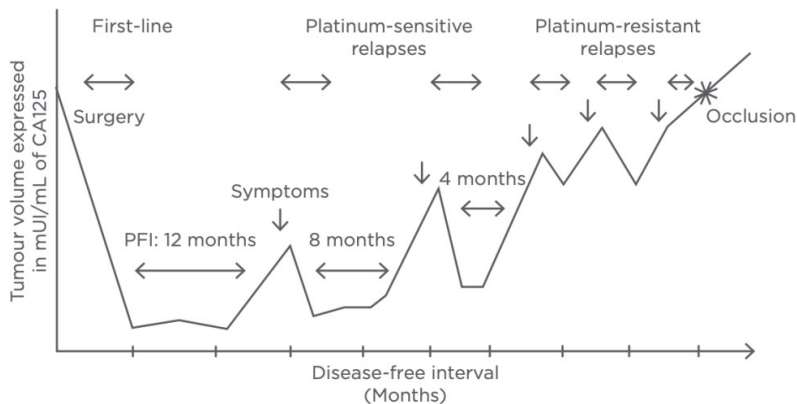 First-line
Platinum-sensitive
relapses
Platinum-resistant
relapses
Surgery
Occlusion
4 months
Symptoms
PFI: 12 months
8 months
Tumour volume expressed
in mUI/mL of CA125
Disease-free interval
(Months)